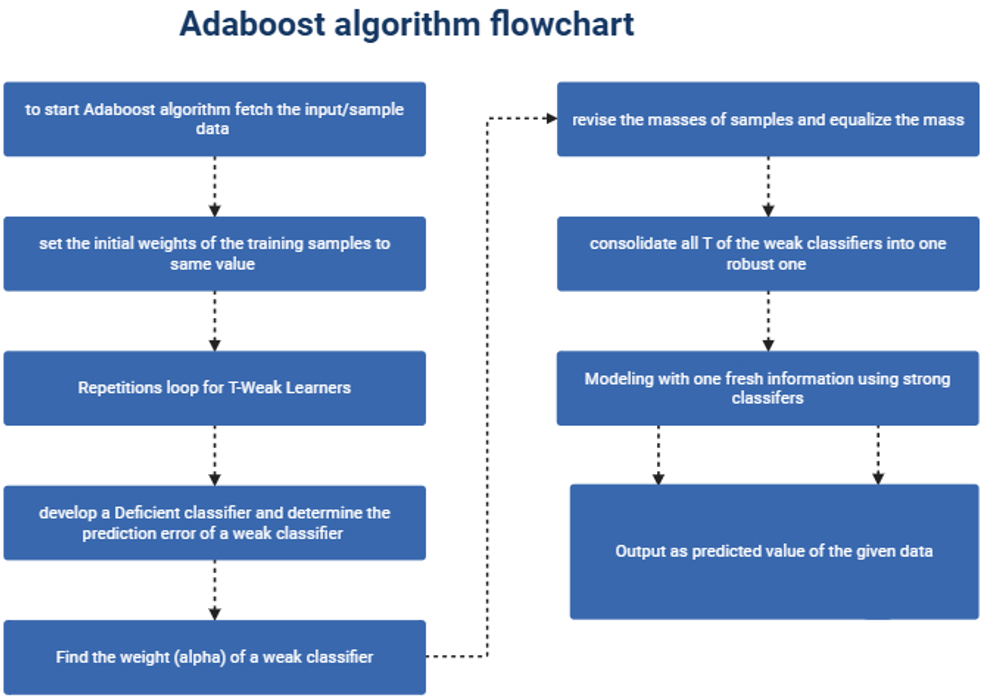 Adaboost algorithm flowchart
to start Adaboost algorithm fetch the input/sample
data
set the initial weights of the training samples to
same value
Repetitions loop for T-Weak Learners
develop a Deficient classifier and determine the
prediction error of a weak classifier
Find the weight (alpha) of a weak classifier
revise the masses of samples and equalize the mass
consolidate all T of the weak classifiers into one
robust one
Modeling with one fresh information using strong
classifers
Output as predicted value of the given data